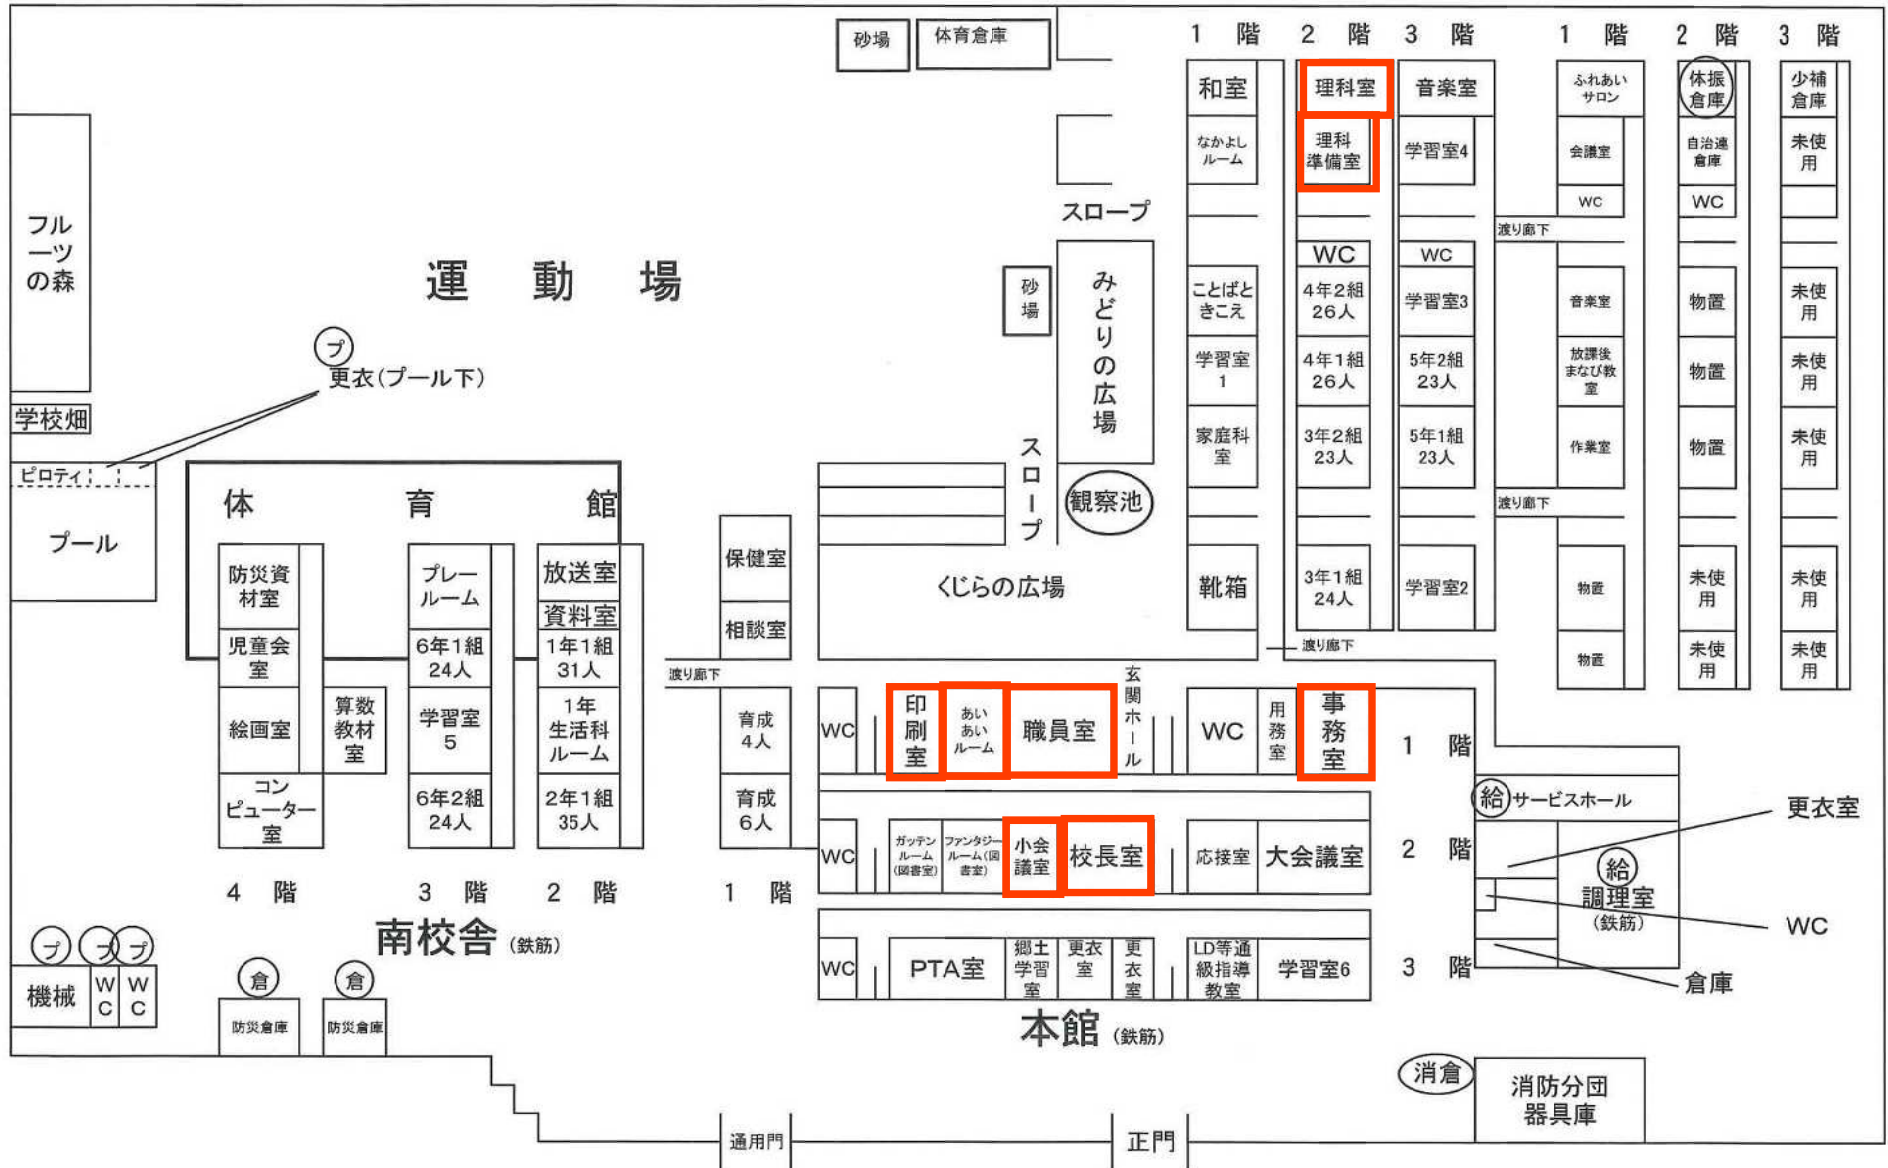 砂場
体育倉庫
1 階
2 階
3 階
1 階
2 階
3 階
和室
理科室
音楽室
ふれあい
サロン
体振
倉庫
少補
倉庫
なかよし
ルーム
理科
準備室
学習室4
会議室
自治連
倉庫
未使
用
WC
WC
スロープ
渡り廊下
フル
ーツ
の森
運 動 場
砂
場
みどりの広場
WC
WC
ことばと
きこえ
4年2組
26人
学習室3
音楽室
物置
未使
用
プ
更衣(プール下)
学習室
1
4年1組
26人
5年2組
23人
放課後
まなび教
室
物置
未使
用
学校畑
家庭科
室
3年2組
23人
5年1組
23人
作業室
物置
未使
用
ピロティ
プール
体 育 館
スロープ
観察池
渡り廊下
防災資
材室
プレー
ルーム
放送室
資料室
保健室
くじらの広場
靴箱
3年1組
24人
学習室2
物置
未使
用
未使
用
児童会
室
6年1組
24人
1年1組
31人
相談室
渡り廊下
渡り廊下
物置
未使
用
未使
用
絵画室
算数
教材
室
学習室
5
1年
生活科
ルーム
育成
4人
WC
印刷室
あい
あい
ルーム
職員室
玄関ホール
WC
用務室
事務室
1 階
コン
ピューター
室
6年2組
24人
2年1組
35人
育成
6人
給
サービスホール
更衣室
WC
ガッテン
ルーム
(図書室)
ファンタジー
ルーム(図
書室)
小会
議室
校長室
応接室
大会議室
2 階
給
調理室
(鉄筋)
4 階
3 階
2 階
1 階
南校舎(鉄筋)
WC
倉庫
プ
プ
プ
機械
WC
WC
倉
倉
防災倉庫
防災倉庫
WC
PTA室
郷土
学習
室
更衣
室
更衣室
LD等通
級指導
教室
学習室6
3 階
本館(鉄筋)
消倉
消防分団
器具庫
通用門
正門